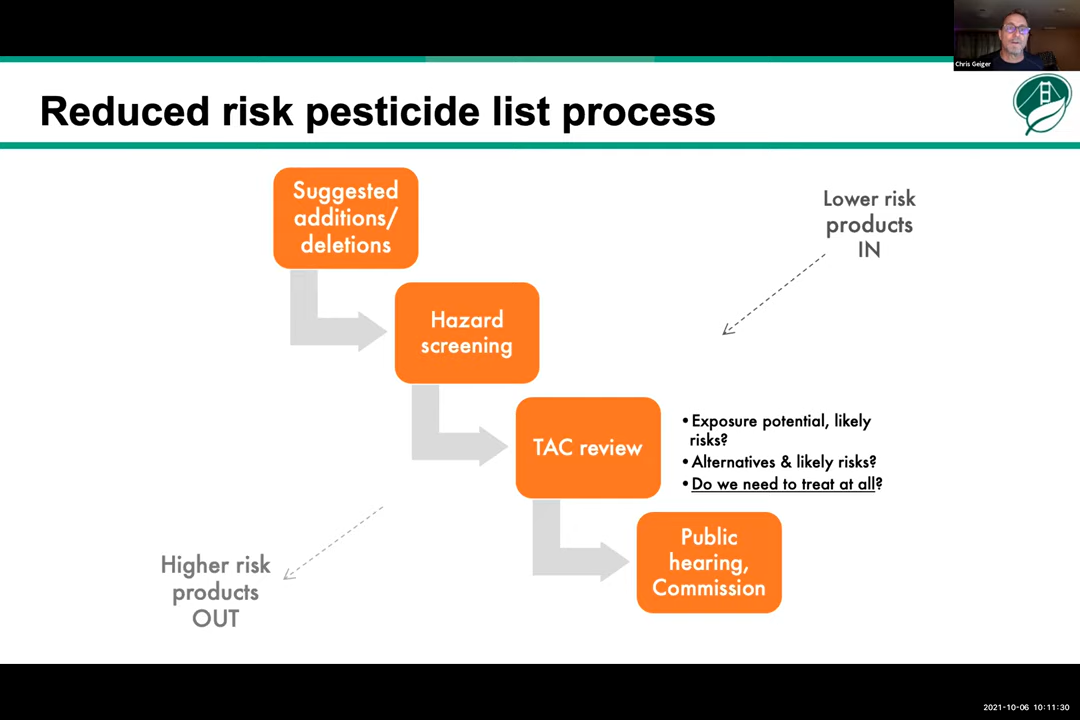 Chris Geiger
Reduced risk pesticide list process
Suggested
additions/
deletions
Lower risk
products
IN
Hazard
screening
TAC review
•Exposure potential, likely
risks?
•Alternatives & likely risks?
•Do we need to treat at all?
Higher risk
products
OUT
Public
hearing,
Commission
2021-10-06 10:11:30